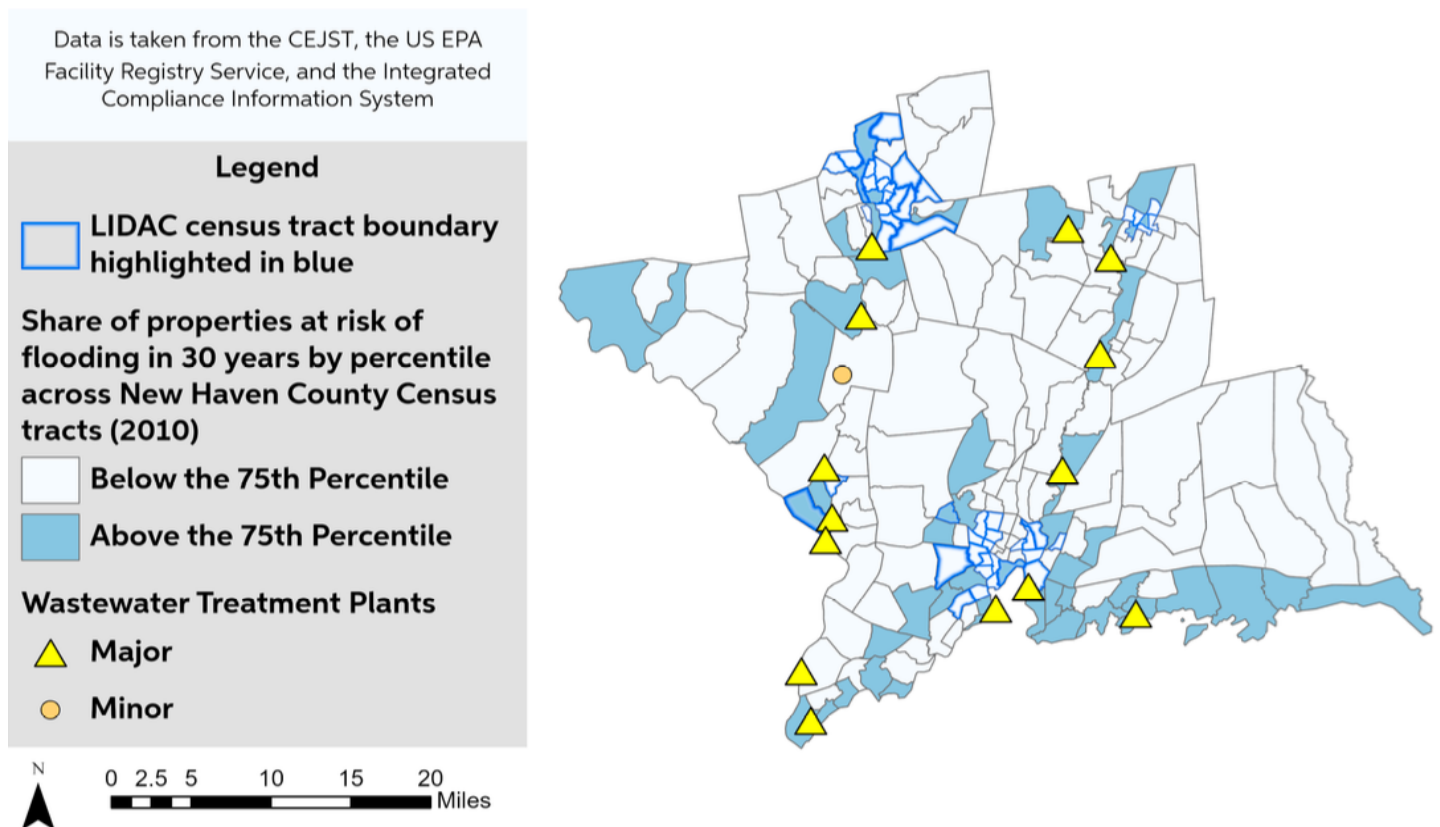 Data is taken from the CEJST, the US EPA
Facility Registry Service, and the Integrated
Compliance Information System
Legend
LIDAC census tract boundary
highlighted in blue
Share of properties at risk of
flooding in 30 years by percentile
across New Haven County Census
tracts (2010)
Below the 75th Percentile
Above the 75th Percentile
Wastewater Treatment Plants
Major
Minor
N
0 2.5 5 10 15 20
Miles